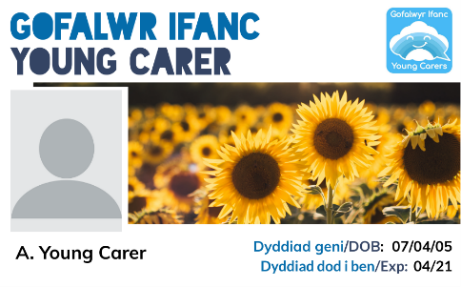 GOFALWR IFANC
YOUNG CARER
Gofalwyr Ifanc
Young Carers
A. Young Carer
Dyddiad geni/DOB: 07/04/05
Dyddiad dod i ben/Exp: 04/21